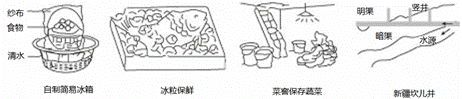 纱布
食物
清水
自制简易冰箱
冰粒保鲜
菜窖保存蔬菜
明渠
竖井
暗渠
水源
新疆坎儿井